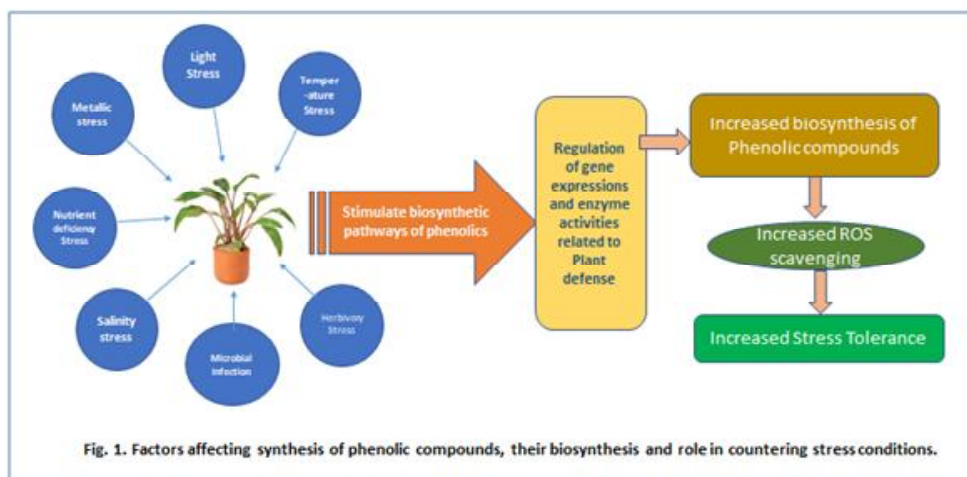 Light
Stress
Temper
-ature
Stress
Metallic
stress
Nutrient
deficiency
Stress
Salinity
stress
Microbial
Infection
Herbivory
Stress
Stimulate biosynthetic
pathways of phenolics
Regulation
of gene
expressions
and enzyme
activities
related to
Plant
defense
Increased biosynthesis of
Phenolic compounds
Increased ROS
scavenging
Increased Stress Tolerance
Fig. 1. Factors affecting synthesis of phenolic compounds, their biosynthesis and role in countering stress conditions.